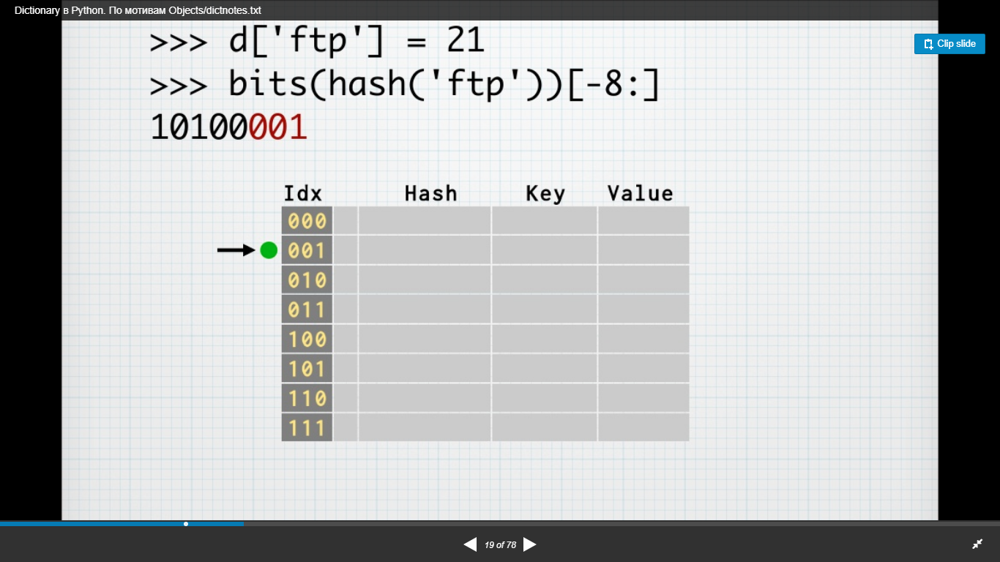 Dictionary в Python. По мотивам Objects/dictnotes.txt
>>> d['ftp'] = 21
Clip slide
>>> bits(hash('ftp'))[-8:]
10100001
Idx Hash Key Value
000
001
010
011
100
101
110
111
19 of 78